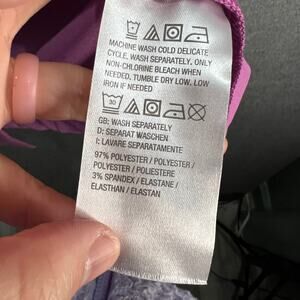 MACHINE WASH COLD DELICATE
CYCLE. WASH SEPARATELY. ONLY
NON-CHLORINE BLEACH WHEN
NEEDED, TUMBLE DRY LOW. LOW
IRON IF NEEDED
30
GB: WASH SEPARATELY
D: SEPARAT WASCHEN
I: LAVARE SEPARATAMENTE
97% POLYESTER / POLYESTER /
POLYESTER / POLIESTERE
3% SPANDEX / ELASTANE /
ELASTHAN / ELASTAN